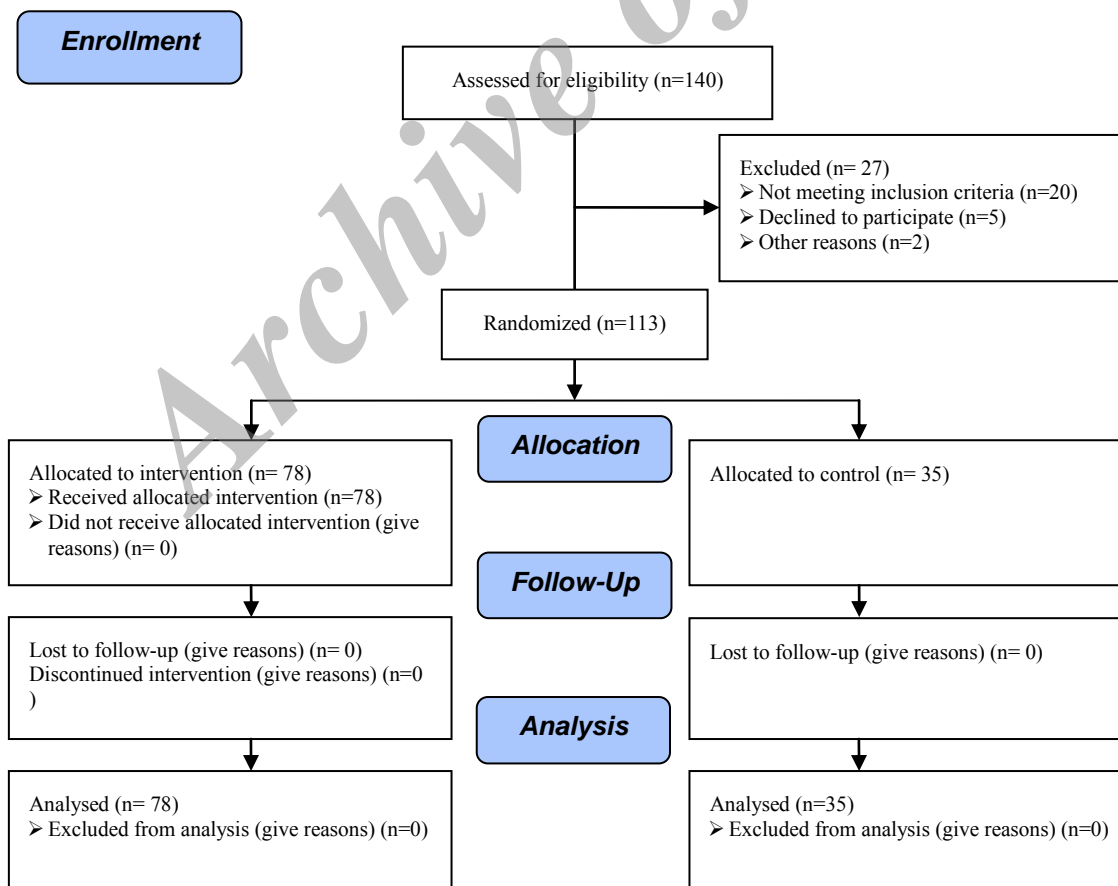 Enrollment
Assessed for eligibility (n=140)
Excluded (n= 27)
➢ Not meeting inclusion criteria (n=20)
➢ Declined to participate (n=5)
➢ Other reasons (n=2)
Randomized (n=113)
Allocation
Allocated to intervention (n= 78)
➢ Received allocated intervention (n=78)
➢ Did not receive allocated intervention (give
reasons) (n= 0)
Allocated to control (n= 35)
Follow-Up
Lost to follow-up (give reasons) (n= 0)
Discontinued intervention (give reasons) (n=0
)
Lost to follow-up (give reasons) (n= 0)
Analysis
Analysed (n= 78)
➢ Excluded from analysis (give reasons) (n=0)
Analysed (n=35)
➢ Excluded from analysis (give reasons) (n=0)
Archive of